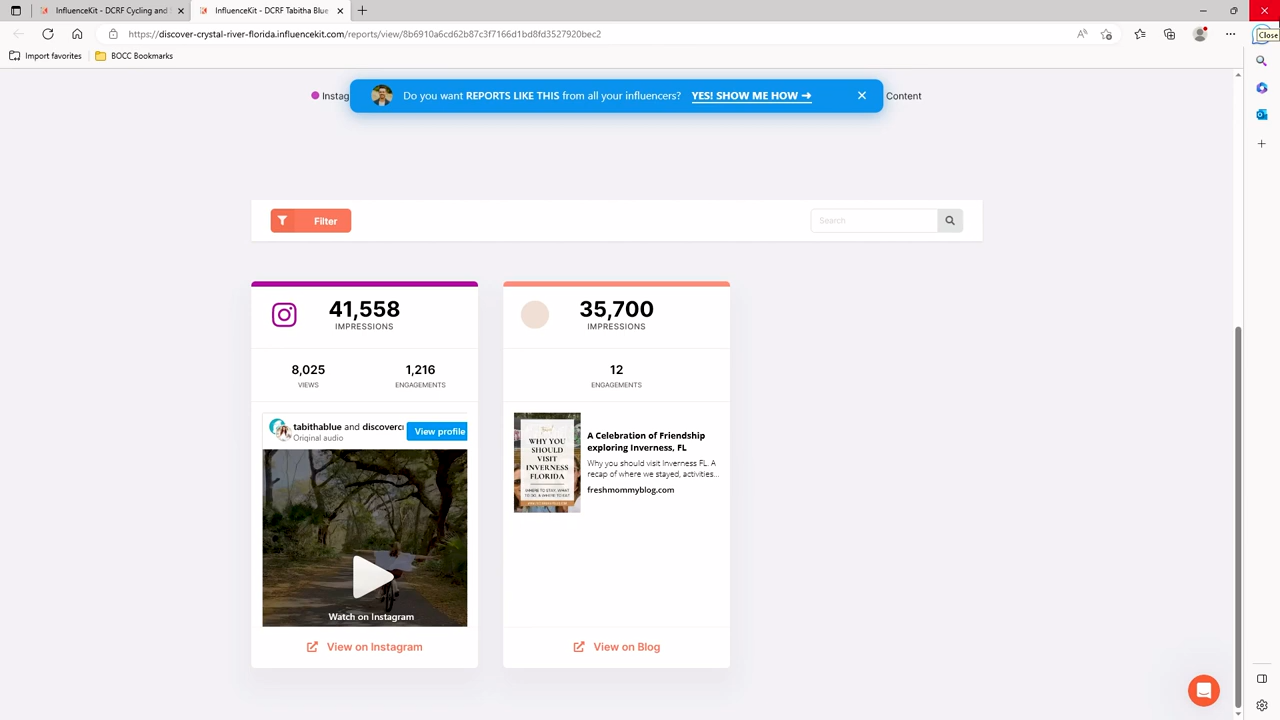 InfluenceKit - DCRF Cycling and
InfluenceKit - DCRF Tabitha Blue
https://discover-crystal-river-florida.influencekit.com/reports/view/8b6910a6cd62b87c3f7166d1bd8fd3527920bec2
Close
Import favorites
BOCC Bookmarks
Instag
Do you want REPORTS LIKE THIS from all your influencers? YES! SHOW ME HOW →
Content
Filter
Search
41,558
IMPRESSIONS
8,025
VIEWS
1,216
ENGAGEMENTS
tabithablue and discoverc
Original audio
View profile
Watch on Instagram
View on Instagram
35,700
IMPRESSIONS
12
ENGAGEMENTS
WHY YOU
SHOULD
VISIT
INVERNESS
FLORIDA
A Celebration of Friendship
exploring Inverness, FL
Why you should visit Inverness FL. A
recap of where we stayed, activities...
freshmommyblog.com
View on Blog